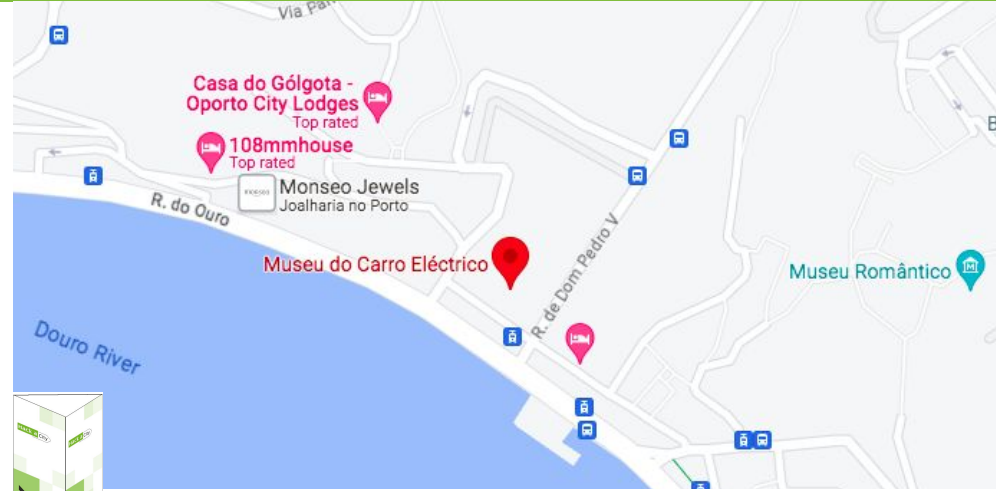 Via Pan
Casa do Gólgota -
Oporto City Lodges
Top rated
108mmhouse
Top rated
Monseo Jewels
Joalharia no Porto
R. do Ouro
Museu do Carro Eléctrico
R. de Dom Pedro V
Museu Romântico
Douro River
B